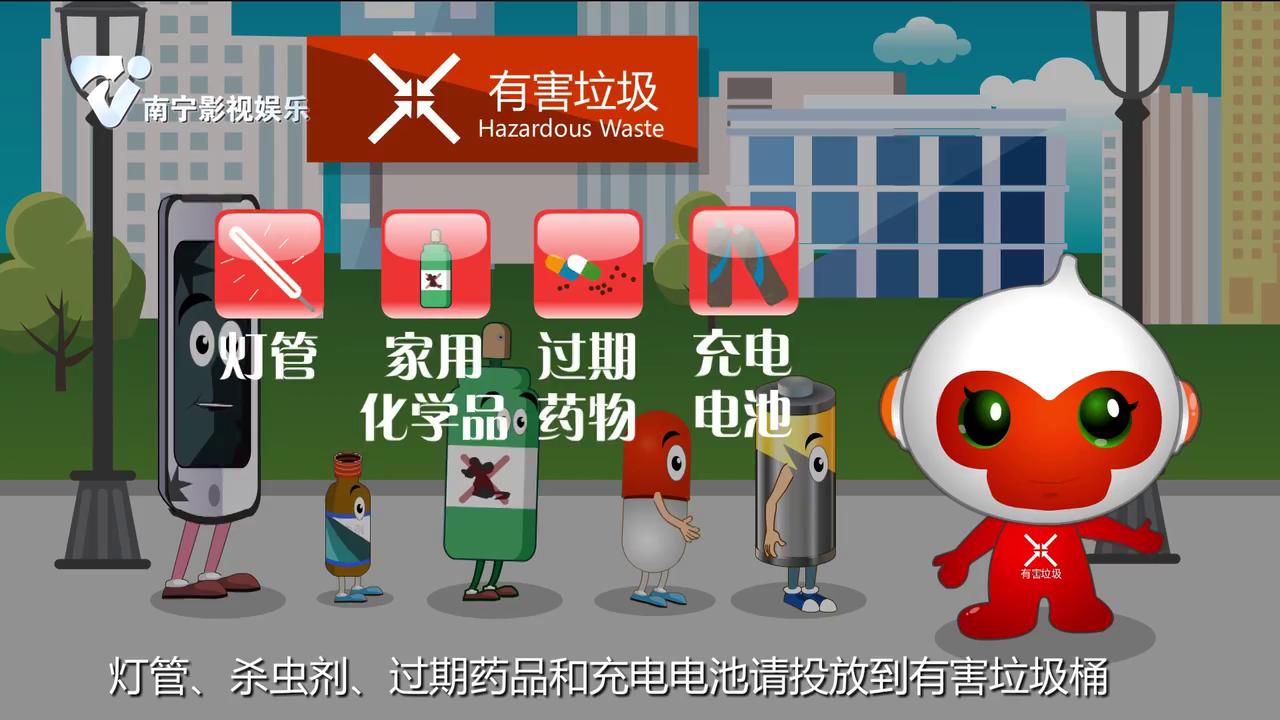 南宁影视娱乐
有害垃圾
Hazardous Waste
灯管
家用
化学品
过期
药物
充电
电池
有害垃圾
灯管、杀虫剂、过期药品和充电电池请投放到有害垃圾桶